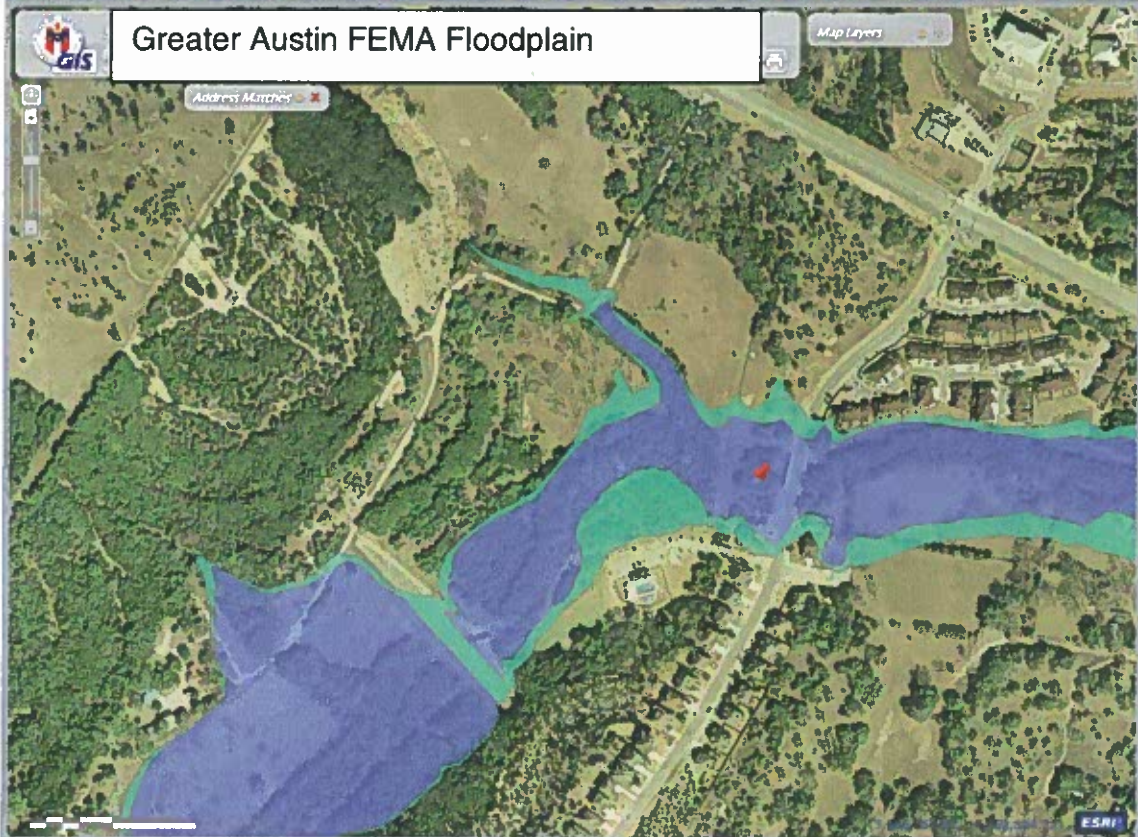 Greater Austin FEMA Floodplain
Map Layers
GIS
Address Matches
ESRI